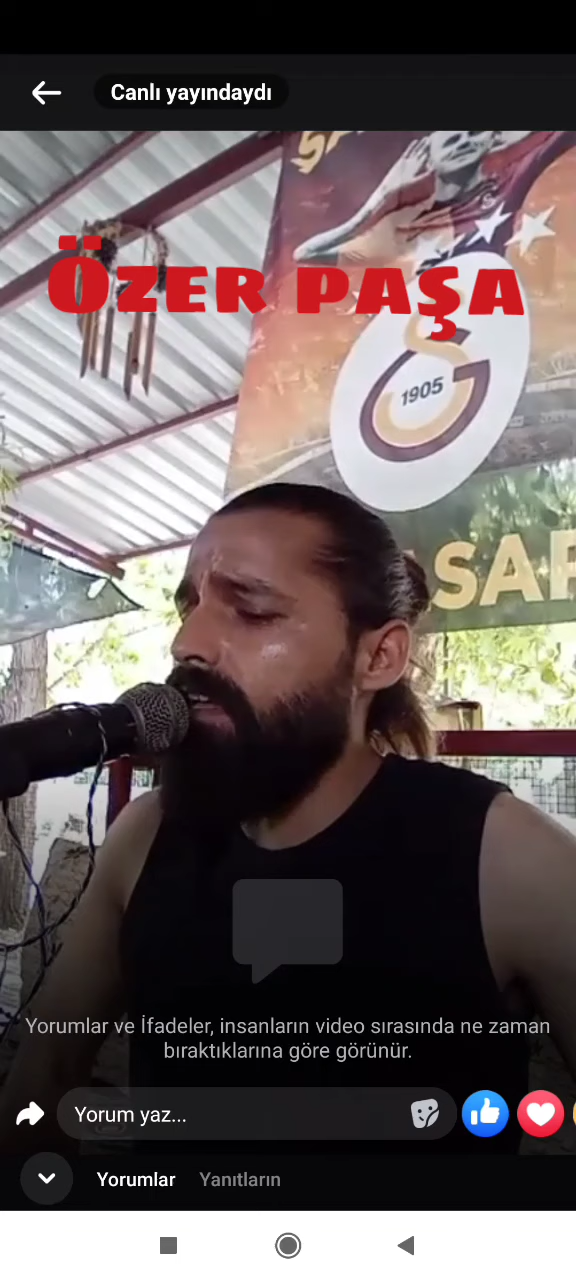 Canlı yayındaydı
ÖZER PAŞA
1905
Yorumlar ve İfadeler, insanların video sırasında ne zaman
bıraktıklarına göre görünür.
Yorum yaz...
Yorumlar Yanıtların